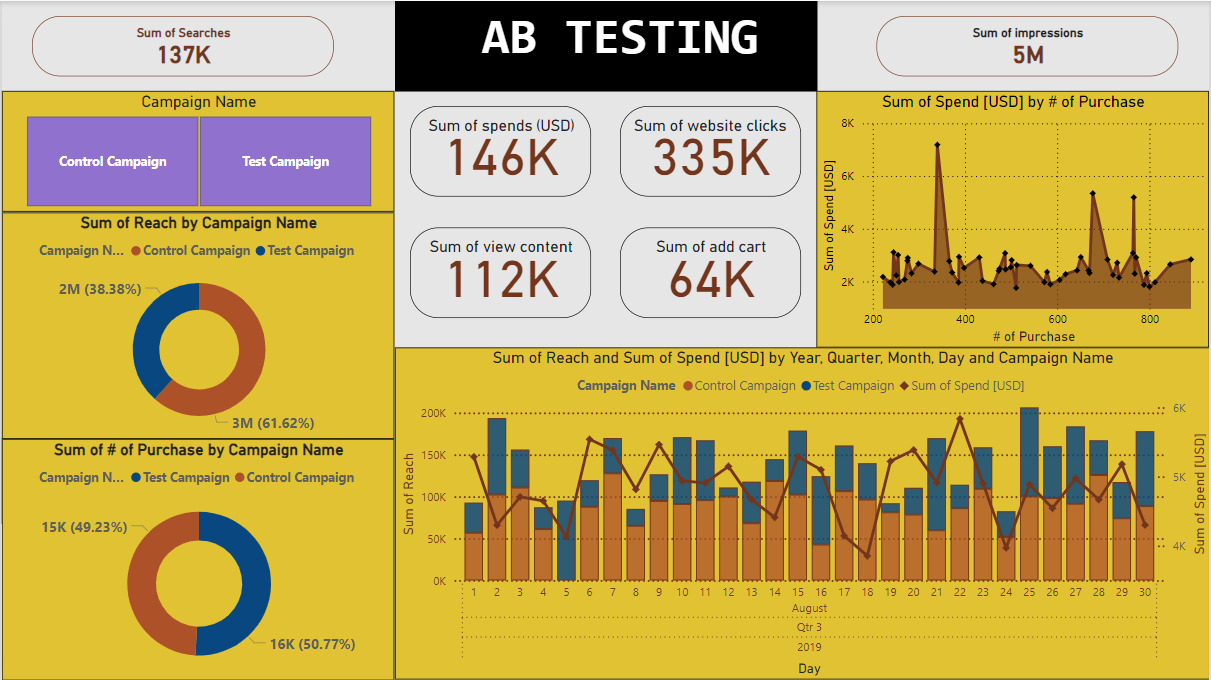 Sum of Searches
137K
AB TESTING
Sum of impressions
5M
Campaign Name
Control Campaign
Test Campaign
Sum of spends (USD)
146K
Sum of website clicks
335K
Sum of view content
112K
Sum of add cart
64K
Sum of Spend [USD] by # of Purchase
8K
6K
4K
2K
Sum of Spend [USD]
200 400 600 800
# of Purchase
Sum of Reach by Campaign Name
Campaign N... Control Campaign Test Campaign
2M (38.38%)
3M (61.62%)
Sum of # of Purchase by Campaign Name
Campaign N... Test Campaign Control Campaign
15K (49.23%)
16K (50.77%)
Sum of Reach and Sum of Spend [USD] by Year, Quarter, Month, Day and Campaign Name
Campaign Name Control Campaign Test Campaign Sum of Spend [USD]
200K
150K
100K
50K
0K
Sum of Reach
6K
5K
4K
Sum of Spend [USD]
1 2 3 4 5 6 7 8 9 10 11 12 13 14 15 16 17 18 19 20 21 22 23 24 25 26 27 28 29 30
August
Qtr 3
2019
Day